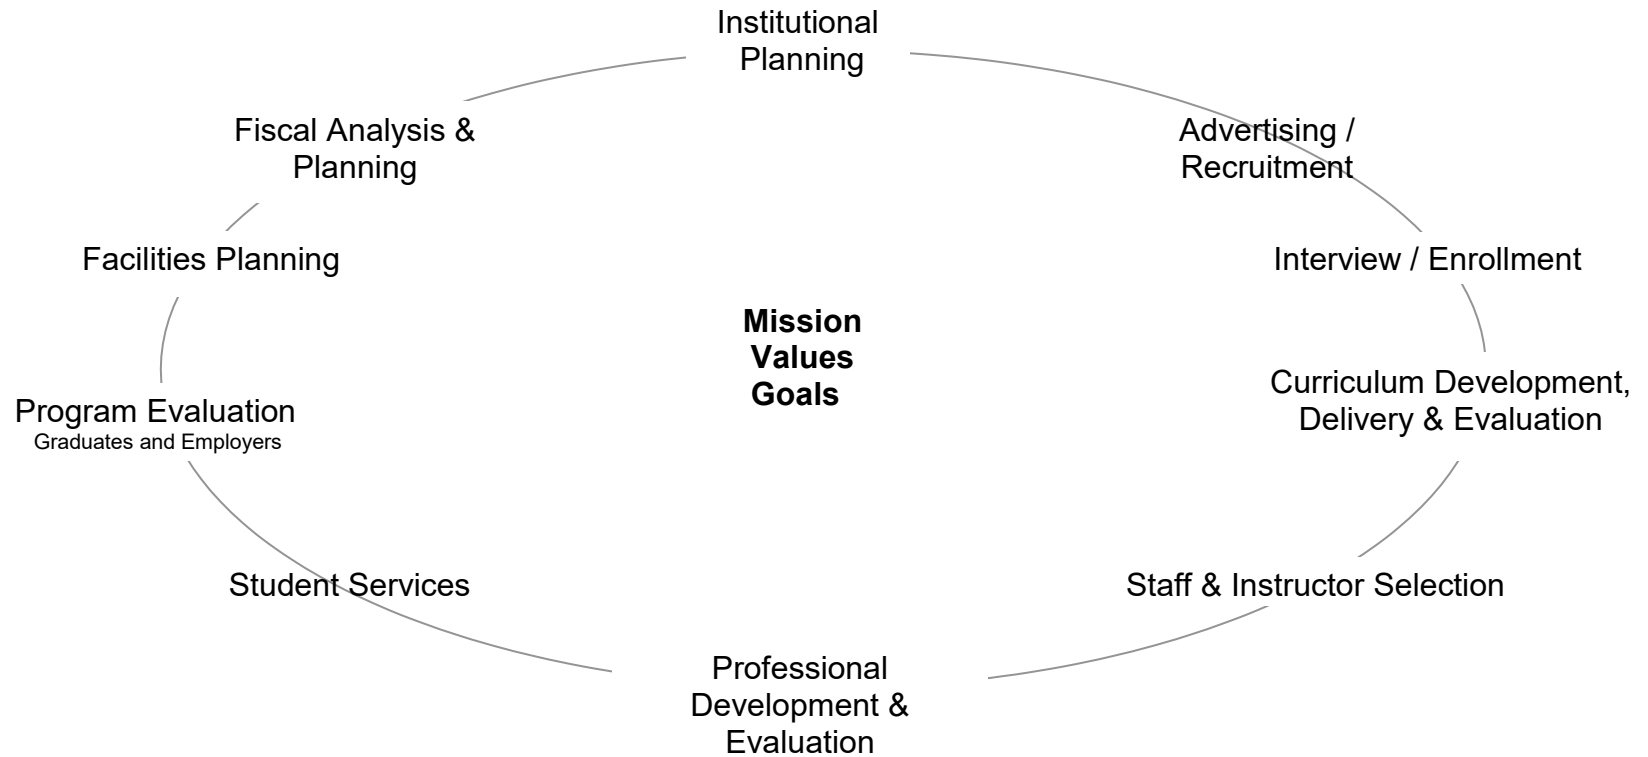 Institutional
Planning
Fiscal Analysis &
Planning
Advertising /
Recruitment
Facilities Planning
Interview / Enrollment
Mission
Values
Goals
Program Evaluation
Graduates and Employers
Curriculum Development,
Delivery & Evaluation
Student Services
Staff & Instructor Selection
Professional
Development &
Evaluation